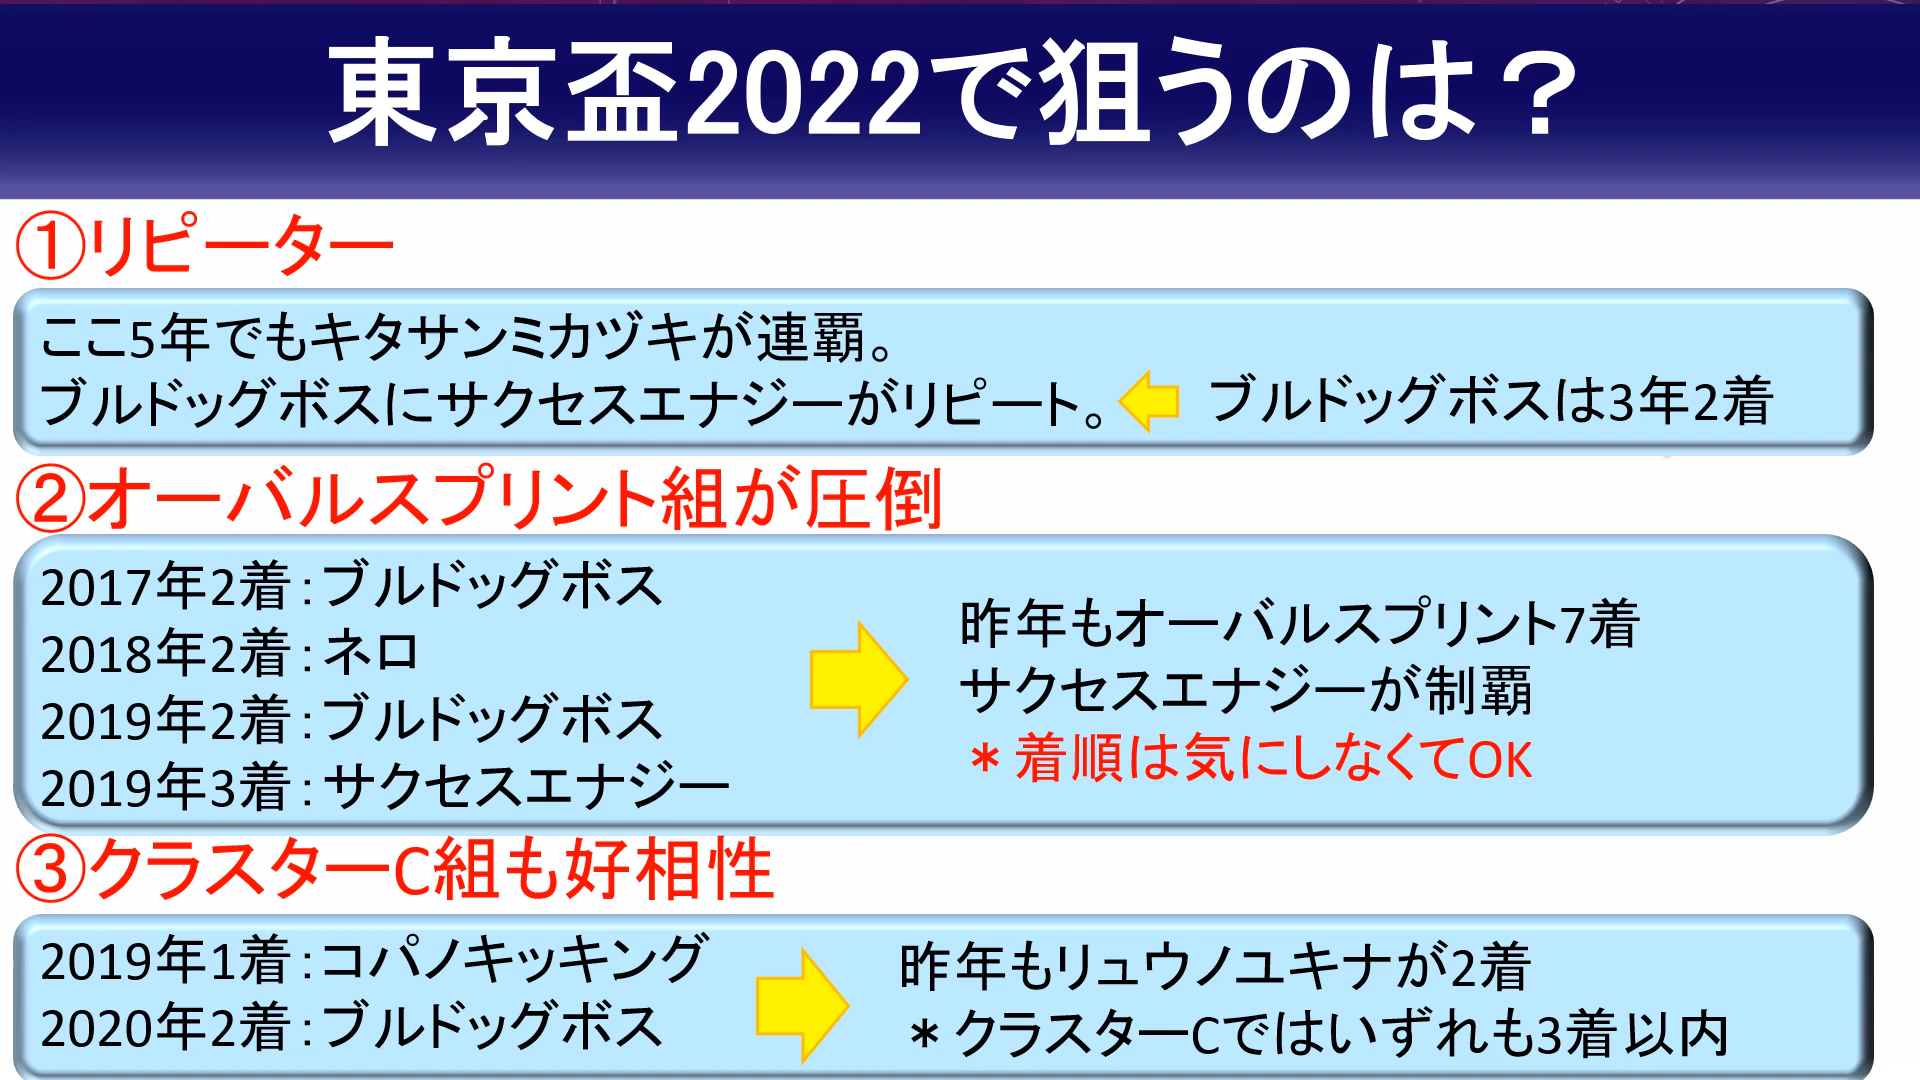 東京盃2022で狙うのは？
①リピーター
ここ5年でもキタサンミカヅキが連覇。
ブルドッグボスにサクセスエナジーがリピート。
ブルドッグボスは3年2着
②オーバルスプリント組が圧倒
2017年2着：ブルドッグボス
2018年2着：ネロ
2019年2着：ブルドッグボス
2019年3着：サクセスエナジー
昨年もオーバルスプリント7着
サクセスエナジーが制覇
＊着順は気にしなくてOK
③クラスターC組も好相性
2019年1着：コパノキッキング
2020年2着：ブルドッグボス
昨年もリュウノユキナが2着
＊クラスターCではいずれも3着以内